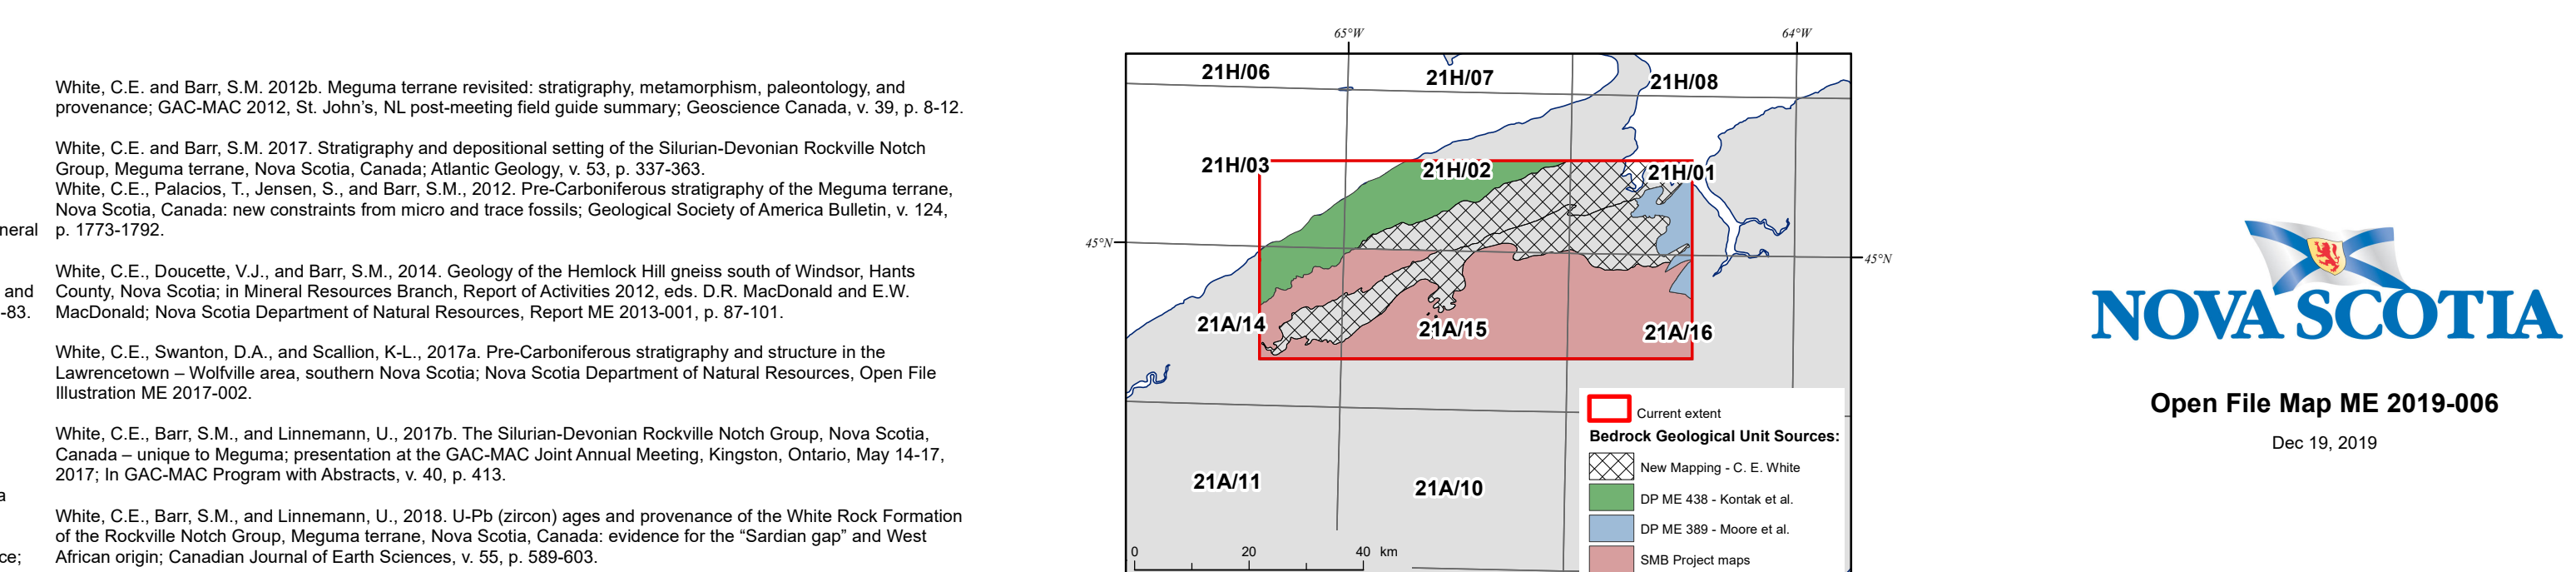 White, C.E. and Barr, S.M. 2012b. Meguma terrane revisited: stratigraphy, metamorphism, paleontology, and
provenance; GAC-MAC 2012, St. John's, NL post-meeting field guide summary; Geoscience Canada, v. 39, p. 8-12.
White, C.E. and Barr, S.M. 2017. Stratigraphy and depositional setting of the Silurian-Devonian Rockville Notch
Group, Meguma terrane, Nova Scotia, Canada; Atlantic Geology, v. 53, p. 337-363.
White, C.E., Palacios, T., Jensen, S., and Barr, S.M., 2012. Pre-Carboniferous stratigraphy of the Meguma terrane,
Nova Scotia, Canada: new constraints from micro and trace fossils; Geological Society of America Bulletin, v. 124,
neral p. 1773-1792.
White, C.E., Doucette, V.J., and Barr, S.M., 2014. Geology of the Hemlock Hill gneiss south of Windsor, Hants
and County, Nova Scotia; in Mineral Resources Branch, Report of Activities 2012, eds. D.R. MacDonald and E.W.
-83. MacDonald; Nova Scotia Department of Natural Resources, Report ME 2013-001, p. 87-101.
White, C.E., Swanton, D.A., and Scallion, K-L., 2017a. Pre-Carboniferous stratigraphy and structure in the
Lawrencetown – Wolfville area, southern Nova Scotia; Nova Scotia Department of Natural Resources, Open File
Illustration ME 2017-002.
White, C.E., Barr, S.M., and Linnemann, U., 2017b. The Silurian-Devonian Rockville Notch Group, Nova Scotia,
Canada – unique to Meguma; presentation at the GAC-MAC Joint Annual Meeting, Kingston, Ontario, May 14-17,
2017; In GAC-MAC Program with Abstracts, v. 40, p. 413.
a
White, C.E., Barr, S.M., and Linnemann, U., 2018. U-Pb (zircon) ages and provenance of the White Rock Formation
of the Rockville Notch Group, Meguma terrane, Nova Scotia, Canada: evidence for the “Sardian gap” and West
ce; African origin; Canadian Journal of Earth Sciences, v. 55, p. 589-603.
65°W
64°W
21H/06
21H/07
21H/08
21H/03
21H/02
21H/01
45°N
45°N
21A/14
21A/15
21A/16
21A/11
21A/10
Current extent
Bedrock Geological Unit Sources:
New Mapping - C. E. White
DP ME 438 - Kontak et al.
DP ME 389 - Moore et al.
SMB Project maps
0 20 40 km
NOVA SCOTIA
Open File Map ME 2019-006
Dec 19, 2019